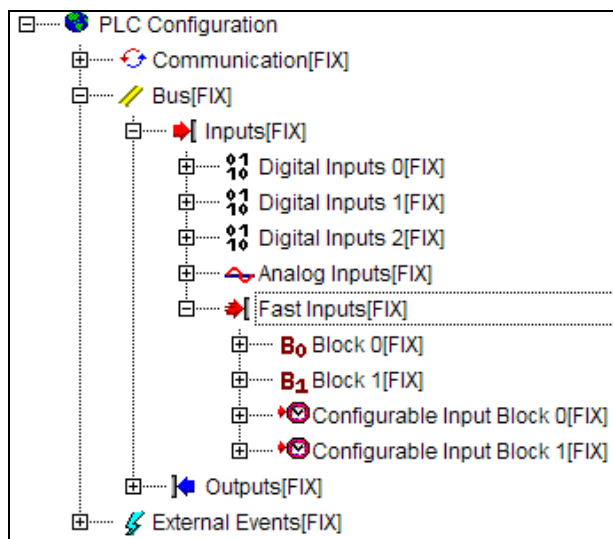 PLC Configuration
Communication[FIX]
Bus[FIX]
Inputs[FIX]
Digital Inputs 0[FIX]
Digital Inputs 1[FIX]
Digital Inputs 2[FIX]
Analog Inputs[FIX]
Fast Inputs[FIX]
B0 Block 0[FIX]
B1 Block 1[FIX]
Configurable Input Block 0[FIX]
Configurable Input Block 1[FIX]
Outputs[FIX]
External Events[FIX]